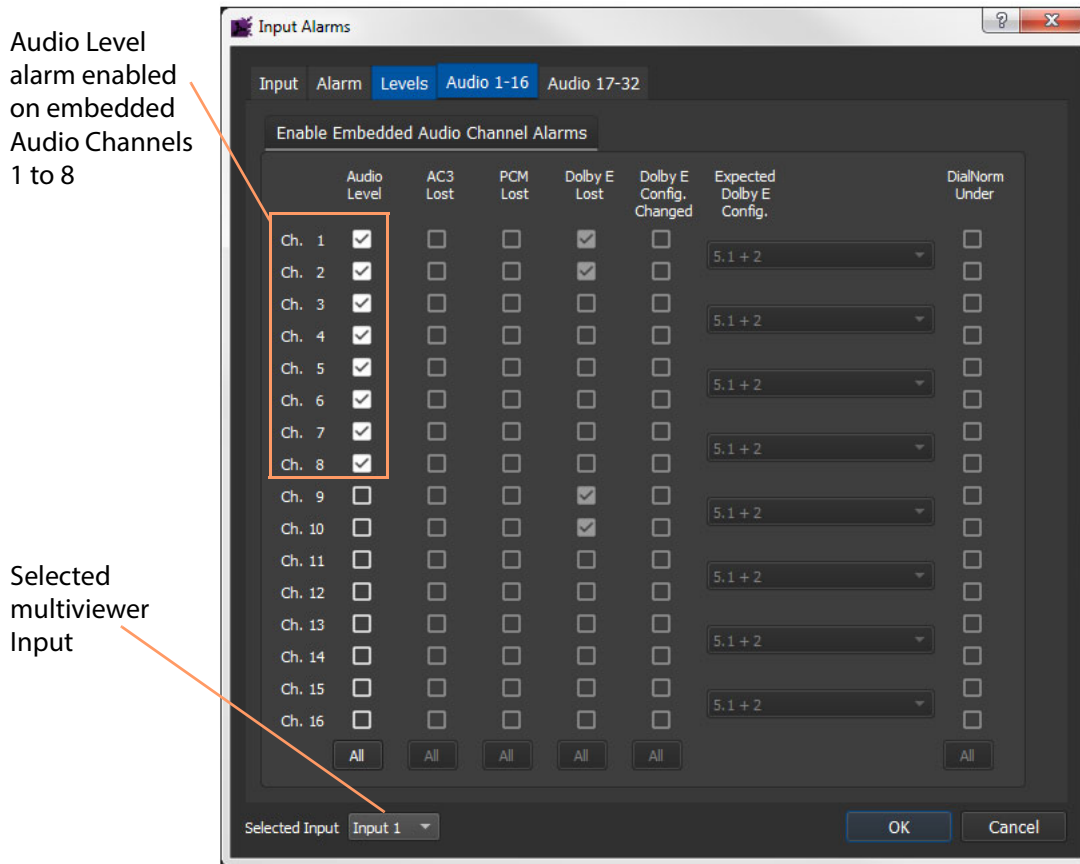 Audio Level
alarm enabled
on embedded
Audio Channels
1 to 8
Selected
multiviewer
Input
Input Alarms
Input Alarm Levels Audio 1-16 Audio 17-32
Enable Embedded Audio Channel Alarms
Audio Level
AC3 Lost
PCM Lost
Dolby E Lost
Dolby E Config. Changed
Expected Dolby E Config.
DialNorm Under
Ch. 1
5.1 + 2
Ch. 2
Ch. 3
5.1 + 2
Ch. 4
Ch. 5
5.1 + 2
Ch. 6
Ch. 7
5.1 + 2
Ch. 8
Ch. 9
5.1 + 2
Ch. 10
Ch. 11
5.1 + 2
Ch. 12
Ch. 13
5.1 + 2
Ch. 14
Ch. 15
5.1 + 2
Ch. 16
All All All All All All
Selected Input Input 1
OK Cancel